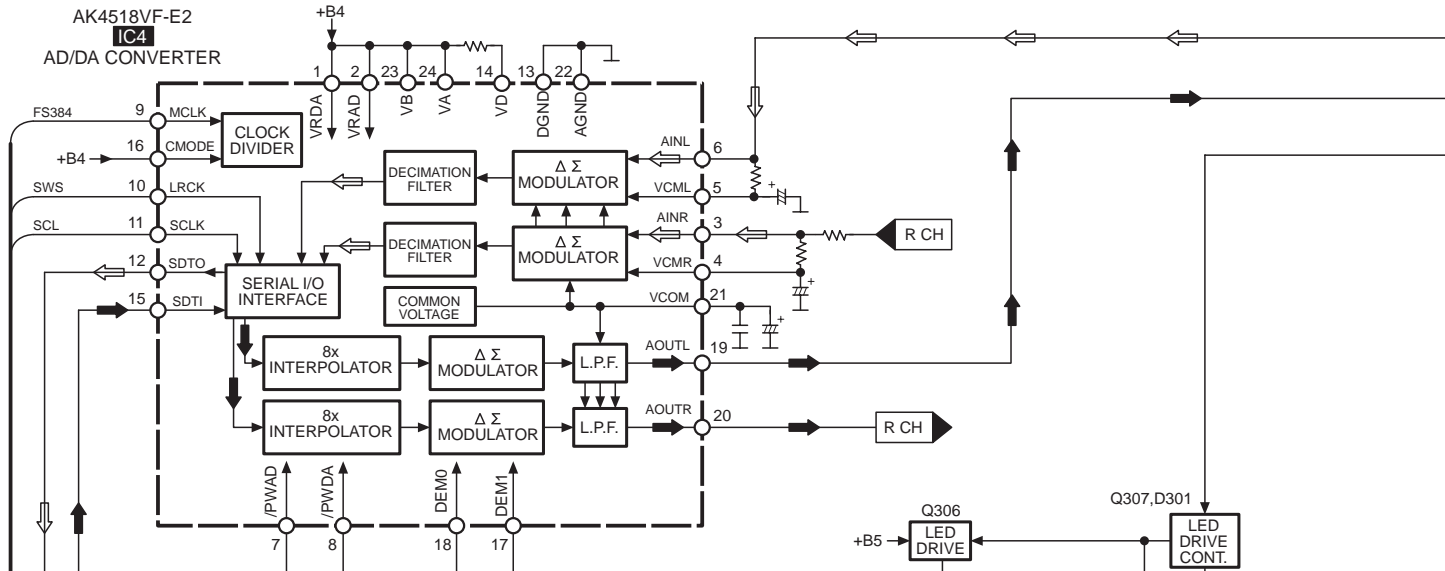 AK4518VF-E2
IC4
AD/DA CONVERTER
+B4
1
2
23
24
14
13
22
VRDA
VRAD
VB
VA
VD
DGND
AGND
FS384
9
MCLK
CLOCK
DIVIDER
+B4
16
CMODE
SWS
10
LRCK
SCL
11
SCLK
12
SDTO
15
SDTI
SERIAL I/O
INTERFACE
DECIMATION
FILTER
Δ Σ
MODULATOR
AINL
6
VCML
5
+
DECIMATION
FILTER
Δ Σ
MODULATOR
AINR
3
R CH
VCMR
4
+
COMMON
VOLTAGE
VCOM
21
+
8x
INTERPOLATOR
Δ Σ
MODULATOR
L.P.F.
AOUTL
19
8x
INTERPOLATOR
Δ Σ
MODULATOR
L.P.F.
AOUTR
20
R CH
/PWAD
/PWDA
DEM0
DEM1
7
8
18
17
Q306
+B5
LED
DRIVE
Q307,D301
LED
DRIVE
CONT.